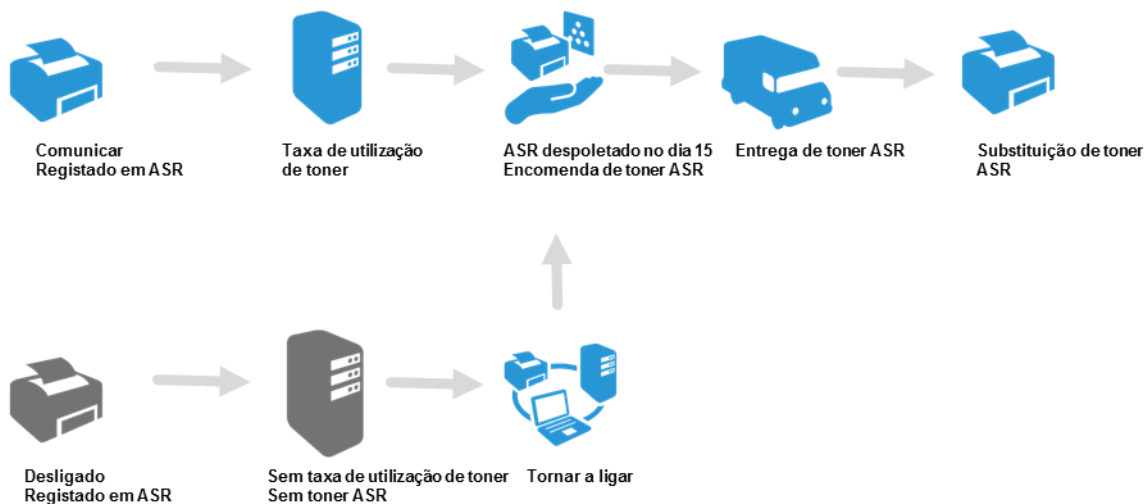 Comunicar
Registado em ASR
Taxa de utilização
de toner
ASR despoletado no dia 15
Encomenda de toner ASR
Entrega de toner ASR
Substituição de toner
ASR
Desligado
Registado em ASR
Sem taxa de utilização de toner
Sem toner ASR
Tornar a ligar